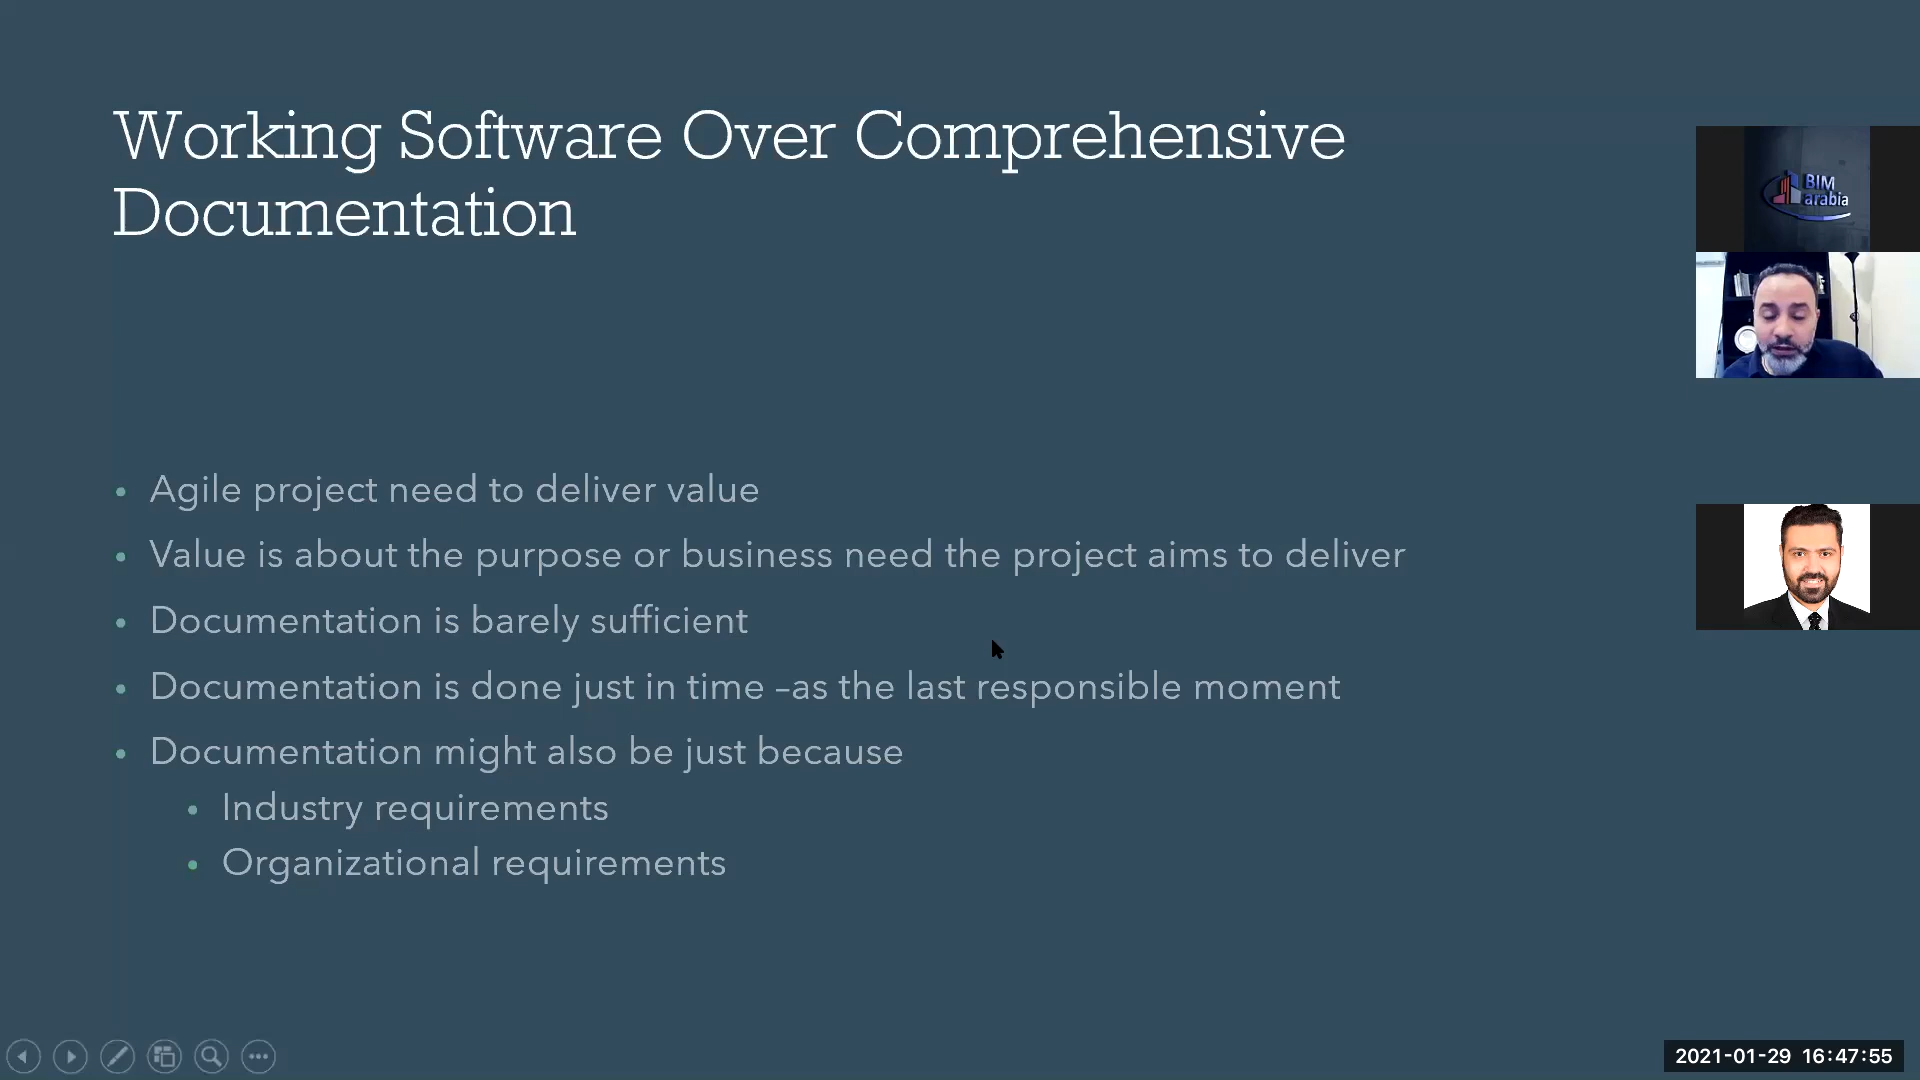 Working Software Over Comprehensive
Documentation
BIM
arabia
• Agile project need to deliver value
• Value is about the purpose or business need the project aims to deliver
• Documentation is barely sufficient
• Documentation is done just in time –as the last responsible moment
• Documentation might also be just because
• Industry requirements
• Organizational requirements
2021-01-29 16:47:55